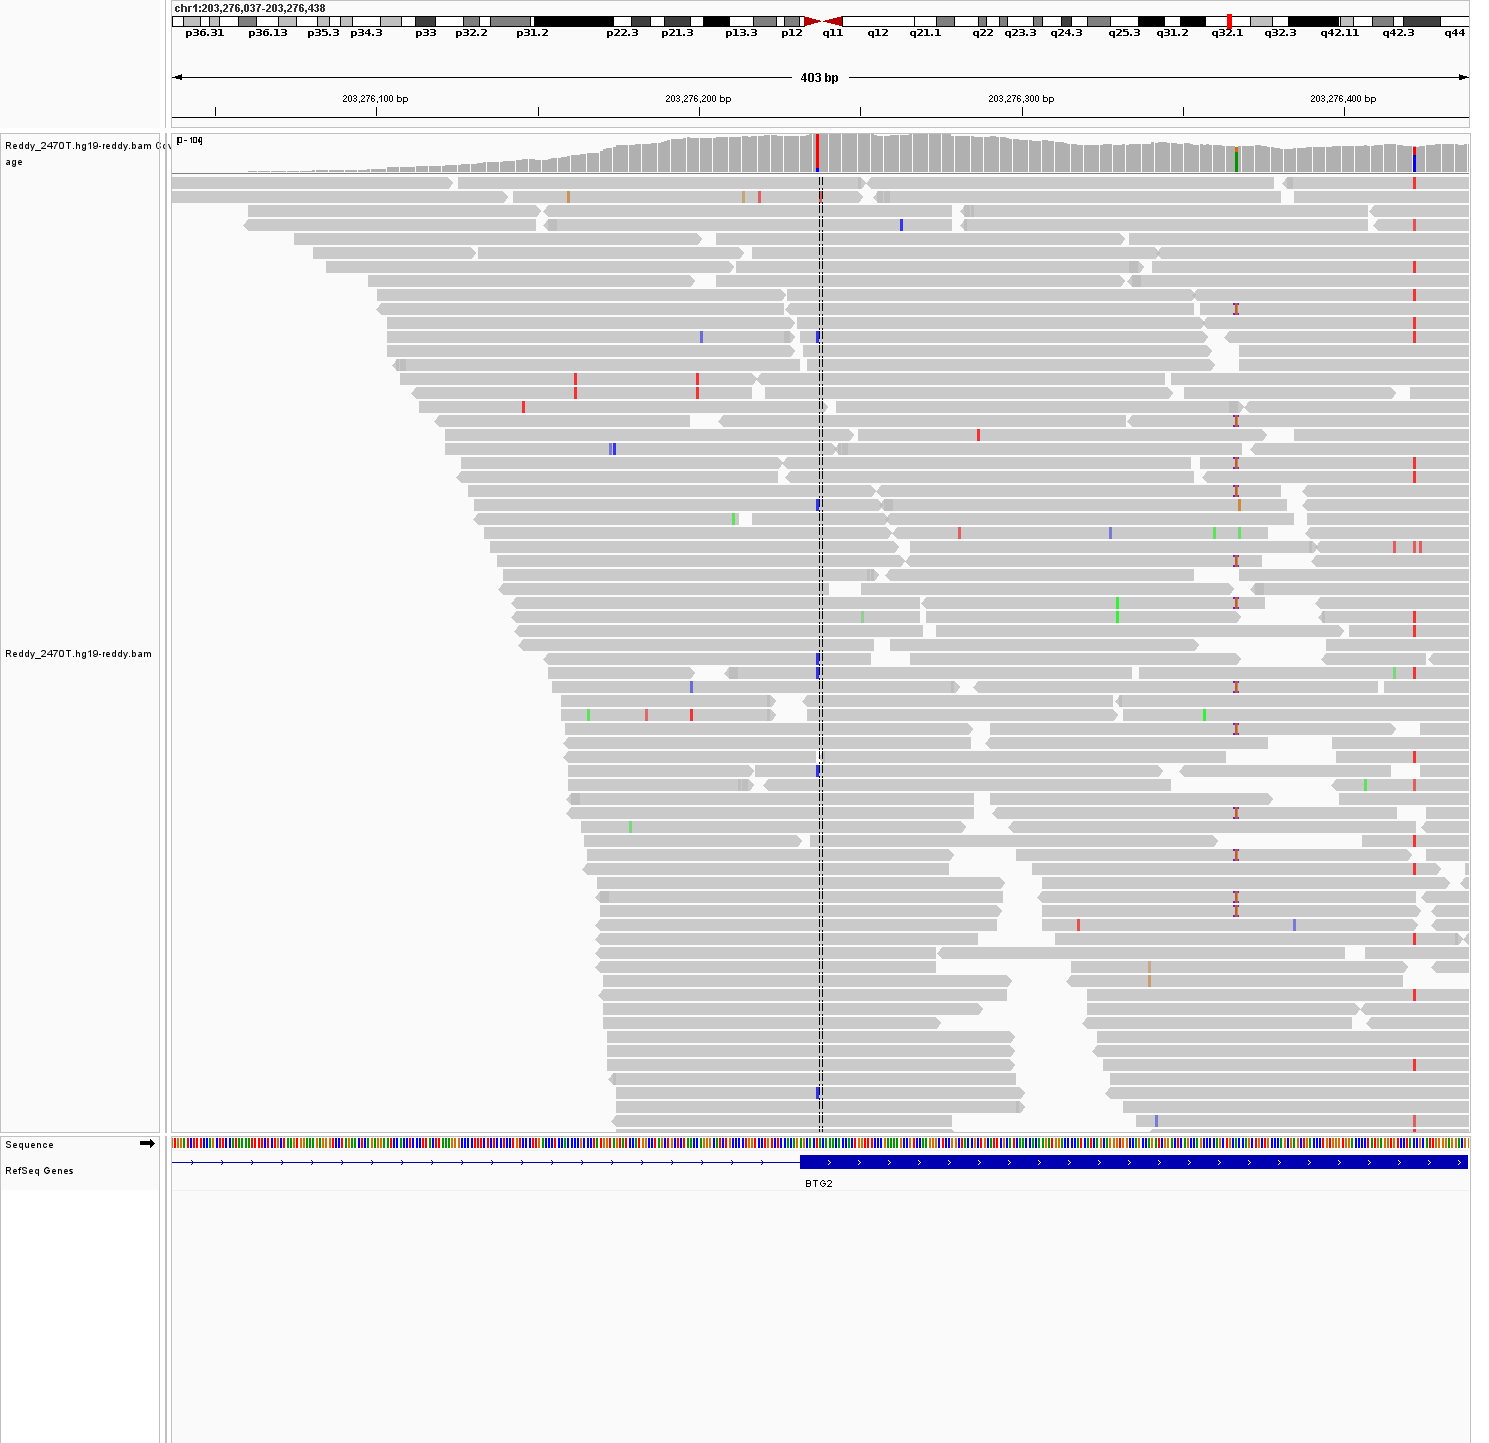 chr1:203,276,037-203,276,438
p36.31 p36.13 p35.3 p34.3 p33 p32.2 p31.2 p22.3 p21.3 p13.3 p12 q11 q12 q21.1 q22 q23.3 q24.3 q25.3 q31.2 q32.1 q32.3 q42.11 q42.3 q44
403 bp
203,276,100 bp 203,276,200 bp 203,276,300 bp 203,276,400 bp
[0 - 104]
Reddy_2470T.hg19-reddy.bam Cov
age
Reddy_2470T.hg19-reddy.bam
Sequence
RefSeq Genes
BTG2